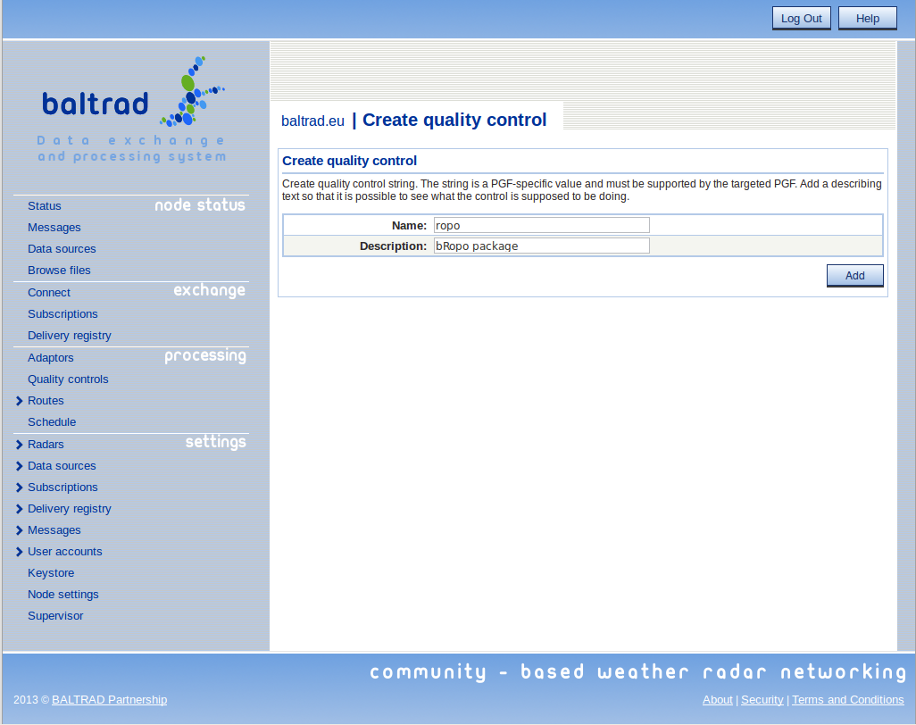 Log Out Help
baltrad
Data exchange
and processing system
baltrad.eu | Create quality control
node status
Status
Messages
Data sources
Browse files
exchange
Connect
Subscriptions
Delivery registry
processing
Adaptors
Quality controls
Routes
Schedule
settings
Radars
Data sources
Subscriptions
Delivery registry
Messages
User accounts
Keystore
Node settings
Supervisor
Create quality control
Create quality control string. The string is a PGF-specific value and must be supported by the targeted PGF. Add a describing
text so that it is possible to see what the control is supposed to be doing.
Name: ropo
Description: bRopo package
Add
community - based weather radar networking
2013 © BALTRAD Partnership
About | Security | Terms and Conditions